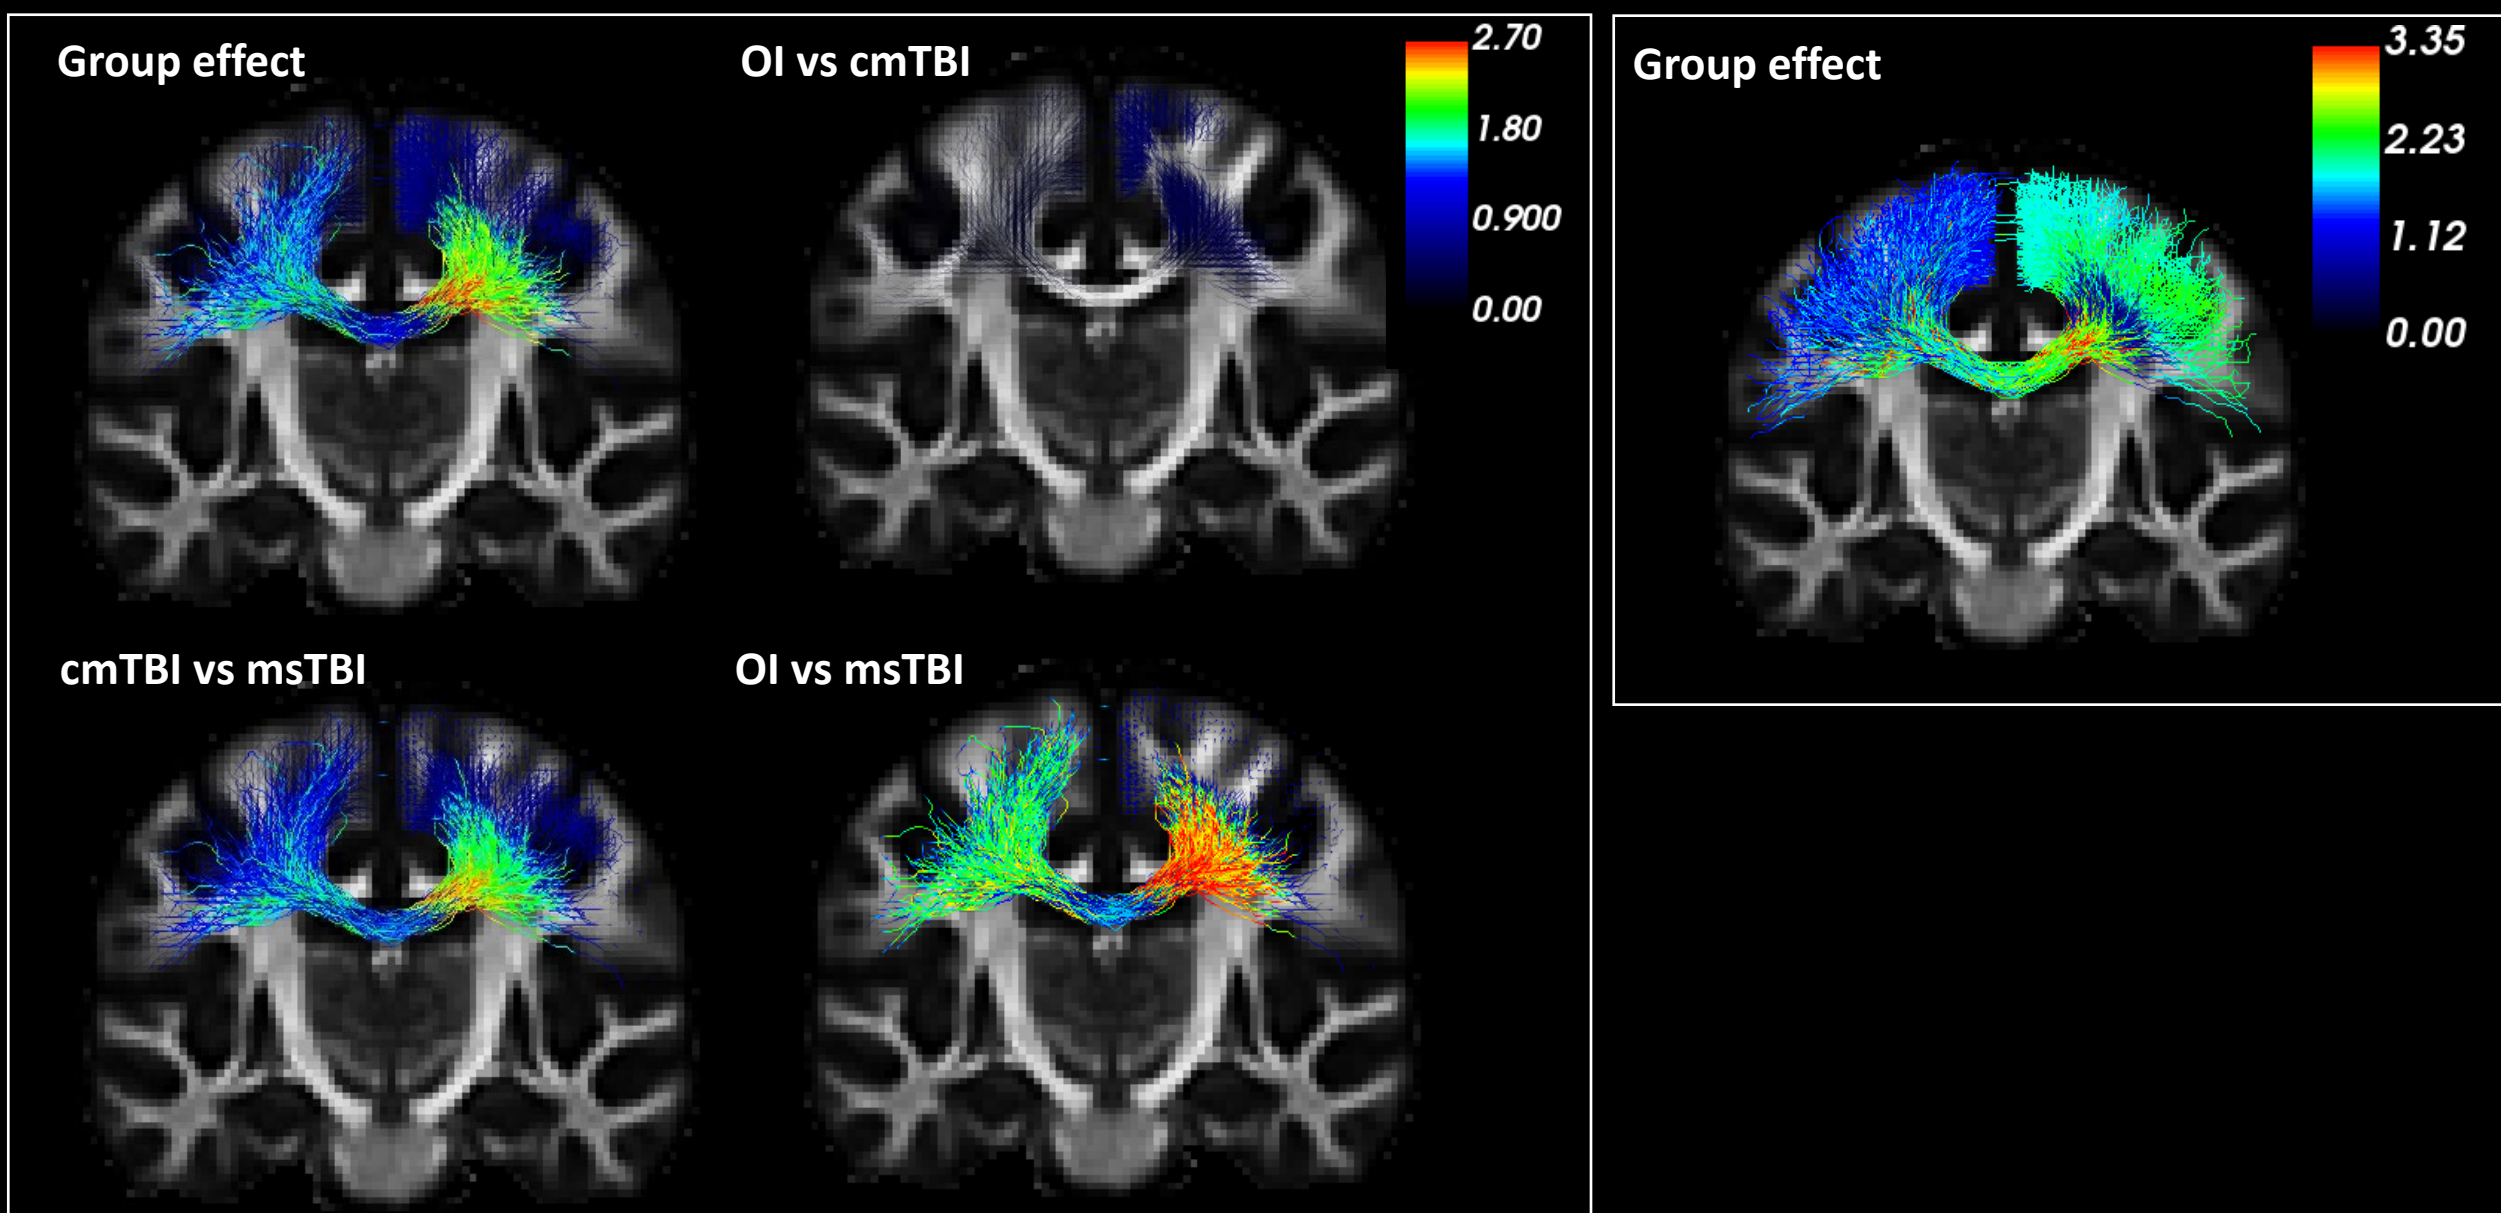 Group effect
OI vs cmTBI
2.70
1.80
0.900
0.00
cmTBI vs msTBI
OI vs msTBI
Group effect
3.35
2.23
1.12
0.00